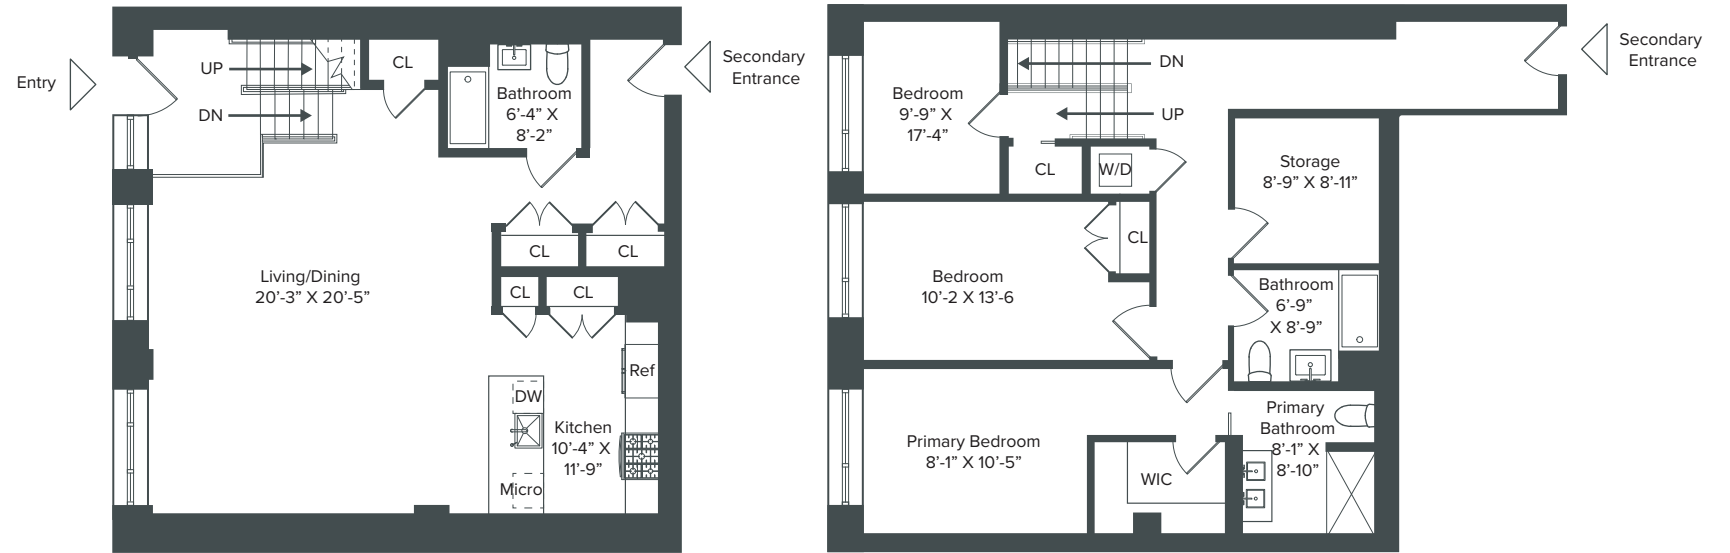 Entry
UP
DN
CL
Bathroom
6'-4" X
8'-2"
Secondary
Entrance
CL
CL
CL
CL
Living/Dining
20'-3" X 20'-5"
Ref
DW
Kitchen
10'-4" X
11'-9"
Micro
Bedroom
9'-9" X
17'-4"
DN
UP
CL
W/D
Secondary
Entrance
Storage
8'-9" X 8'-11"
CL
Bedroom
10'-2 X 13'-6
Bathroom
6'-9"
X 8'-9"
Primary Bedroom
8'-1" X 10'-5"
WIC
Primary
Bathroom
8'-1" X
8'-10"